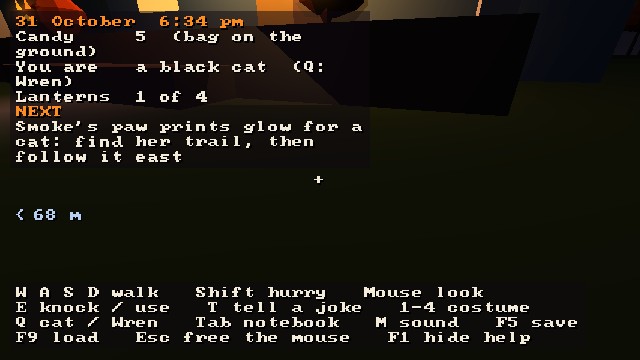 31 October 6:34 pm
Candy 5 (bag on the
ground)
You are a black cat (Q:
Wren)
Lanterns 1 of 4
NEXT
Smoke's paw prints glow for a
cat: find her trail, then
follow it east
< 68 m
W A S D walk Shift hurry Mouse look
E knock / use T tell a joke 1-4 costume
Q cat / Wren Tab notebook M sound F5 save
F9 load Esc free the mouse F1 hide help